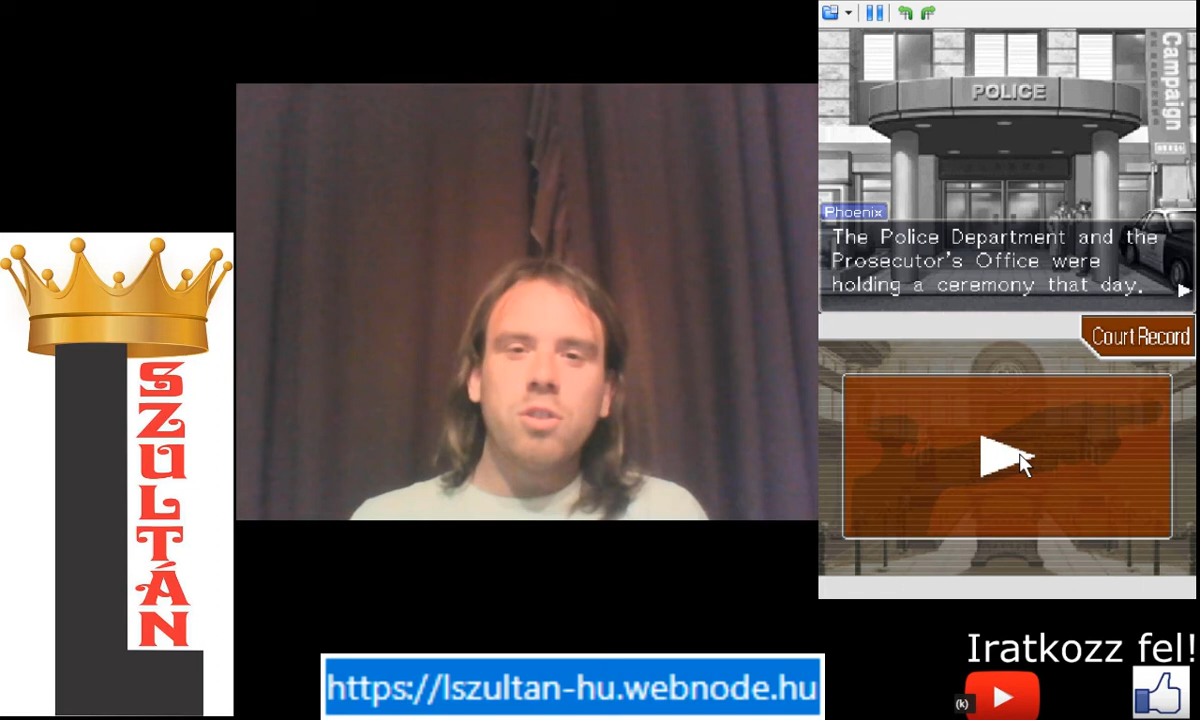 Campaign
POLICE
Phoenix
The Police Department and the
Prosecutor's Office were
holding a ceremony that day.
Court Record
L
SZULTÁN
https://lszultan-hu.webnode.hu
Iratkozz fel!
(k)